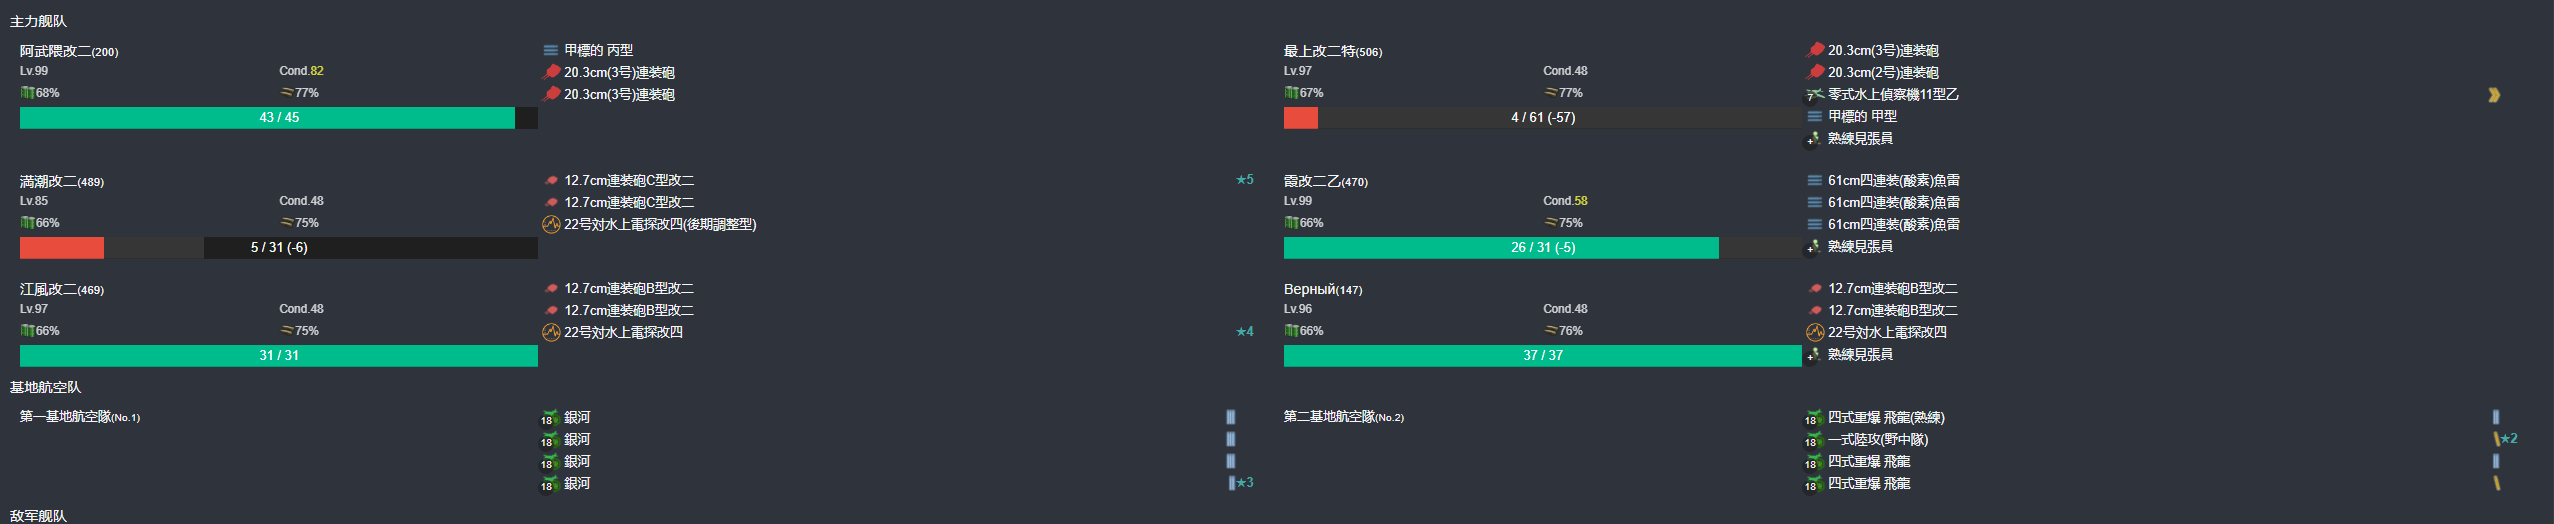 主力舰队
阿武隈改二(200)
Lv.99 Cond.82
68% 77%
43 / 45
甲標的 丙型
20.3cm(3号)連装砲
20.3cm(3号)連装砲
最上改二特(506)
Lv.97 Cond.48
67% 77%
4 / 61 (-57)
20.3cm(3号)連装砲
20.3cm(2号)連装砲
7 零式水上偵察機11型乙
甲標的 甲型
+ 熟練見張員
満潮改二(489)
Lv.85 Cond.48
66% 75%
5 / 31 (-6)
12.7cm連装砲C型改二 ★5
12.7cm連装砲C型改二
22号対水上電探改四(後期調整型)
霞改二乙(470)
Lv.99 Cond.58
66% 75%
26 / 31 (-5)
61cm四連装(酸素)魚雷
61cm四連装(酸素)魚雷
61cm四連装(酸素)魚雷
+ 熟練見張員
江風改二(469)
Lv.97 Cond.48
66% 75%
31 / 31
12.7cm連装砲B型改二
12.7cm連装砲B型改二
22号対水上電探改四 ★4
Верный(147)
Lv.96 Cond.48
66% 76%
37 / 37
12.7cm連装砲B型改二
12.7cm連装砲B型改二
22号対水上電探改四
+ 熟練見張員
基地航空队
第一基地航空隊(No.1)
18 銀河
18 銀河
18 銀河
18 銀河 ★3
第二基地航空隊(No.2)
18 四式重爆 飛龍(熟練)
18 一式陸攻(野中隊) ★2
18 四式重爆 飛龍
18 四式重爆 飛龍
敌军舰队